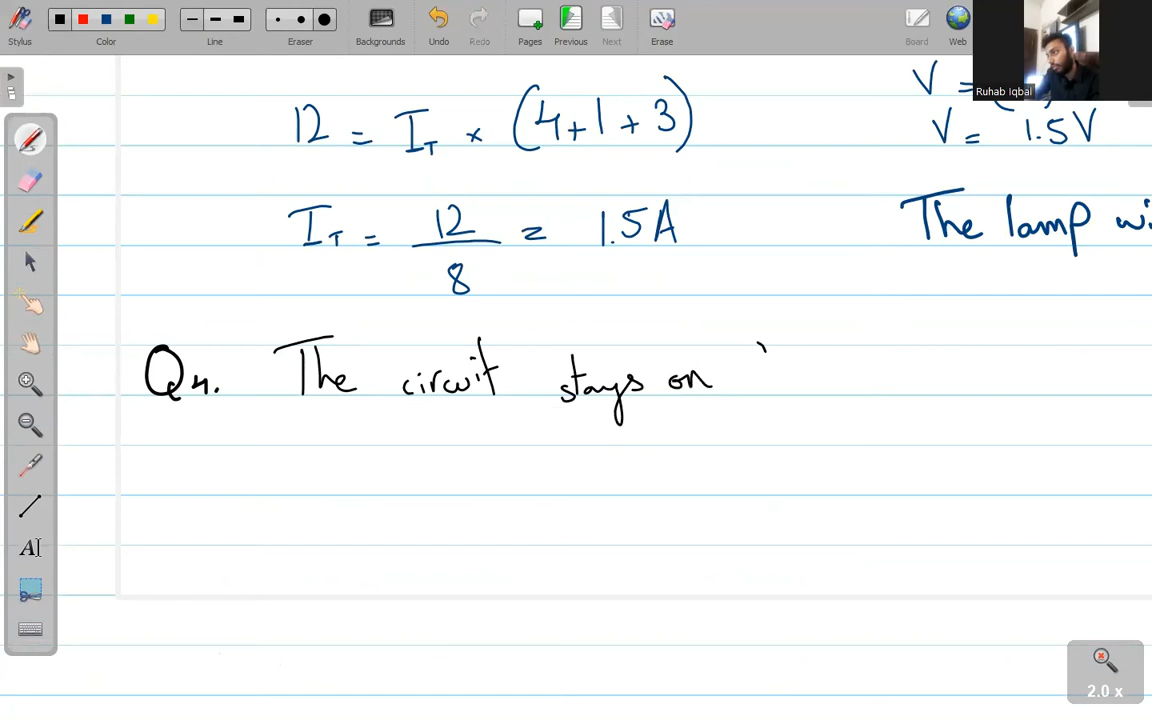 Stylus
Color
Line
Eraser
Backgrounds
Undo
Redo
Pages
Previous
Next
Erase
Board
Web
Ruhab Iqbal
V =
12 = I_T × (4+1+3)
V = 1.5V
I_T = 12/8 = 1.5A
The lamp wi
Qn. The circuit stays on
2.0 x